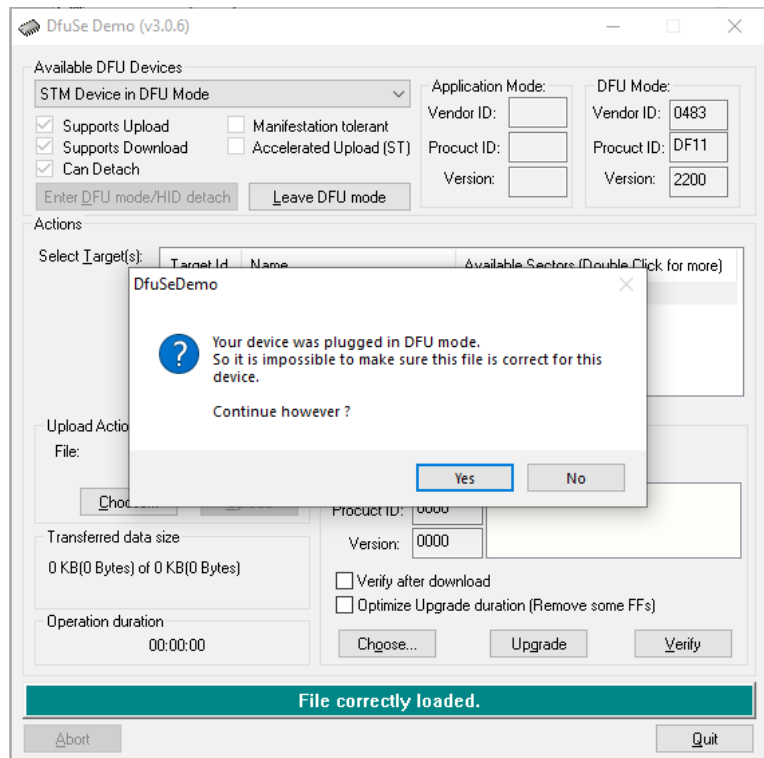 DfuSe Demo (v3.0.6)
Available DFU Devices
STM Device in DFU Mode
Supports Upload
Manifestation tolerant
Supports Download
Accelerated Upload (ST)
Can Detach
Enter DFU mode/HID detach
Leave DFU mode
Application Mode:
Vendor ID:
Procuct ID:
Version:
DFU Mode:
Vendor ID: 0483
Procuct ID: DF11
Version: 2200
Actions
Select Target(s):
Target Id Name Available Sectors (Double Click for more)
DfuSeDemo
Your device was plugged in DFU mode.
So it is impossible to make sure this file is correct for this
device.
Continue however ?
Yes
No
Upload Actio
File:
Choose...
Procuct ID: 0000
Version: 0000
Transferred data size
0 KB(0 Bytes) of 0 KB(0 Bytes)
Verify after download
Optimize Upgrade duration (Remove some FFs)
Operation duration
00:00:00
Choose...
Upgrade
Verify
File correctly loaded.
Abort
Quit